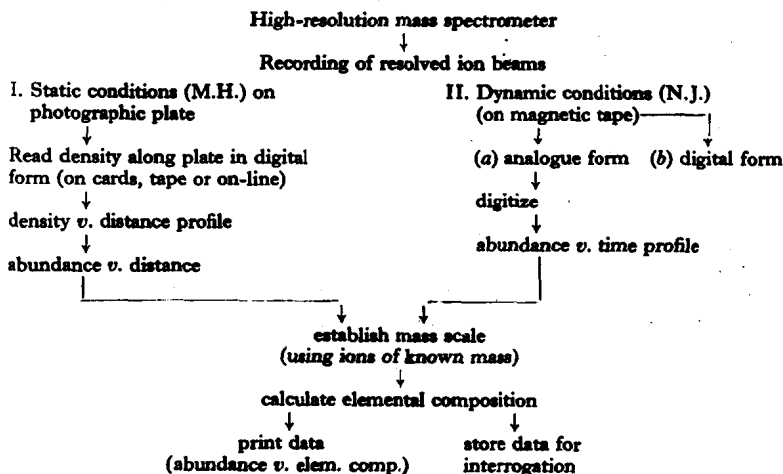 High-resolution mass spectrometer
Recording of resolved ion beams
I. Static conditions (M.H.) on
photographic plate
Read density along plate in digital
form (on cards, tape or on-line)
density v. distance profile
abundance v. distance
II. Dynamic conditions (N.J.)
(on magnetic tape)
(a) analogue form (b) digital form
digitize
abundance v. time profile
establish mass scale
(using ions of known mass)
calculate elemental composition
print data
(abundance v. elem. comp.)
store data for
interrogation